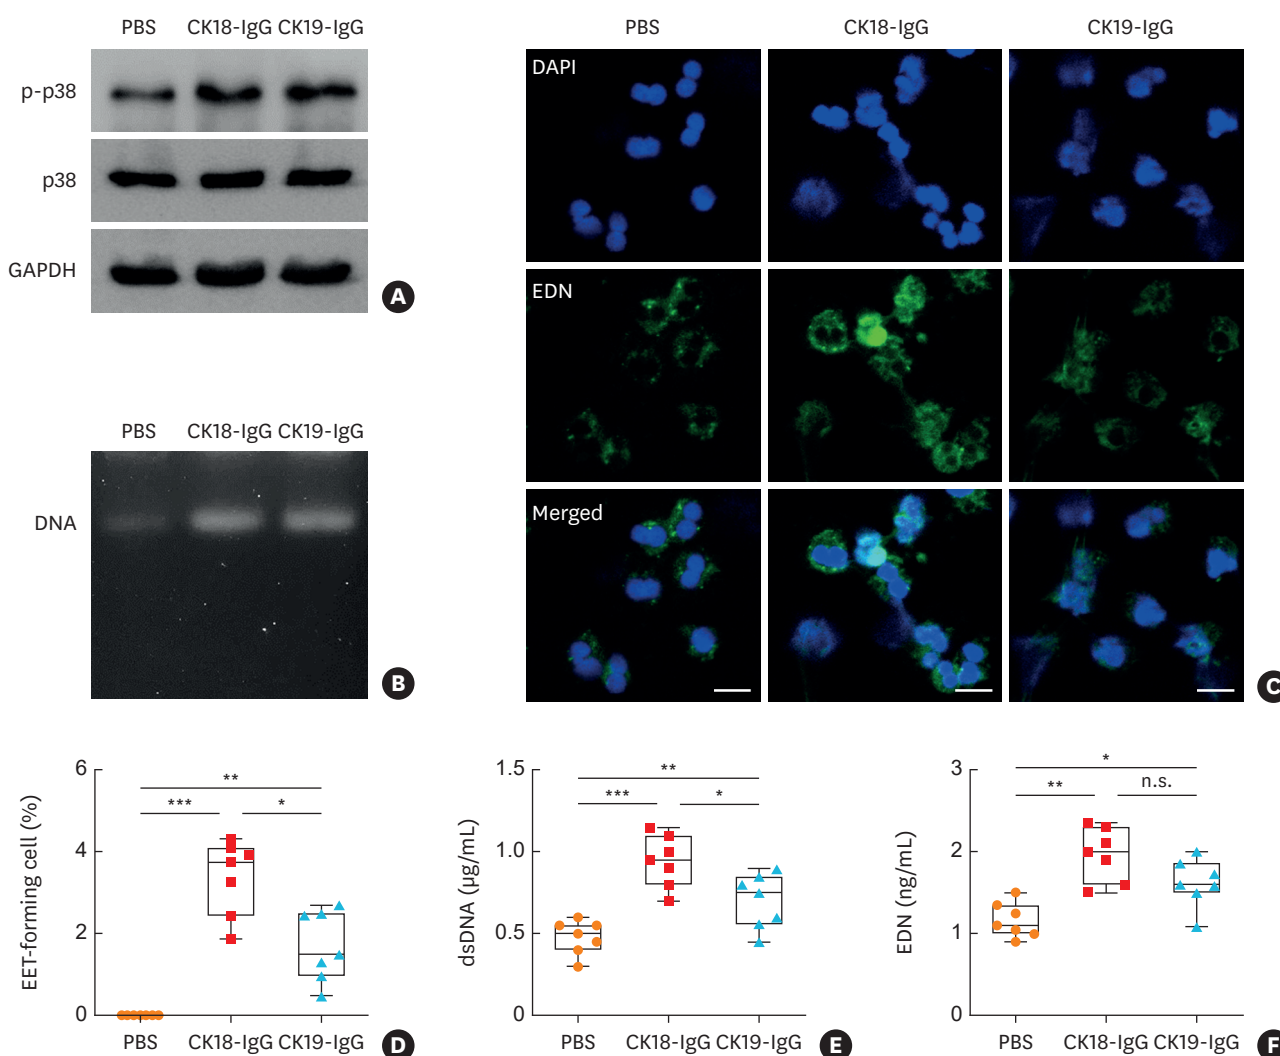 PBS CK18-IgG CK19-IgG
p-p38
p38
GAPDH
A
PBS CK18-IgG CK19-IgG
DNA
B
PBS CK18-IgG CK19-IgG
DAPI
EDN
Merged
C
6
4
2
0
EET-forming cell (%)
**
*** *
PBS CK18-IgG CK19-IgG
D
1.5
1.0
0.5
0
dsDNA (µg/mL)
**
*** *
PBS CK18-IgG CK19-IgG
E
3
2
1
0
EDN (ng/mL)
*
** n.s.
PBS CK18-IgG CK19-IgG
F